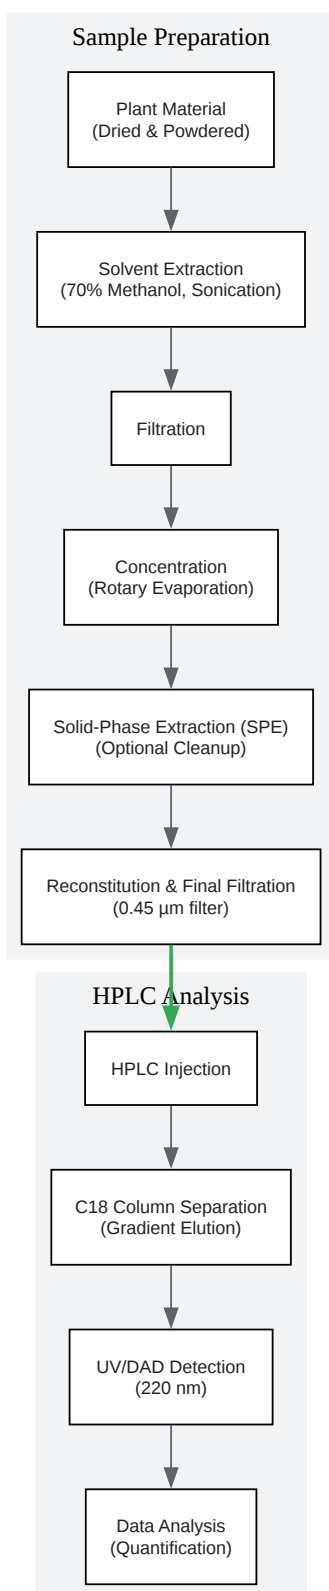 Sample Preparation
Plant Material
(Dried & Powdered)
Solvent Extraction
(70% Methanol, Sonication)
Filtration
Concentration
(Rotary Evaporation)
Solid-Phase Extraction (SPE)
(Optional Cleanup)
Reconstitution & Final Filtration
(0.45 µm filter)
HPLC Analysis
HPLC Injection
C18 Column Separation
(Gradient Elution)
UV/DAD Detection
(220 nm)
Data Analysis
(Quantification)